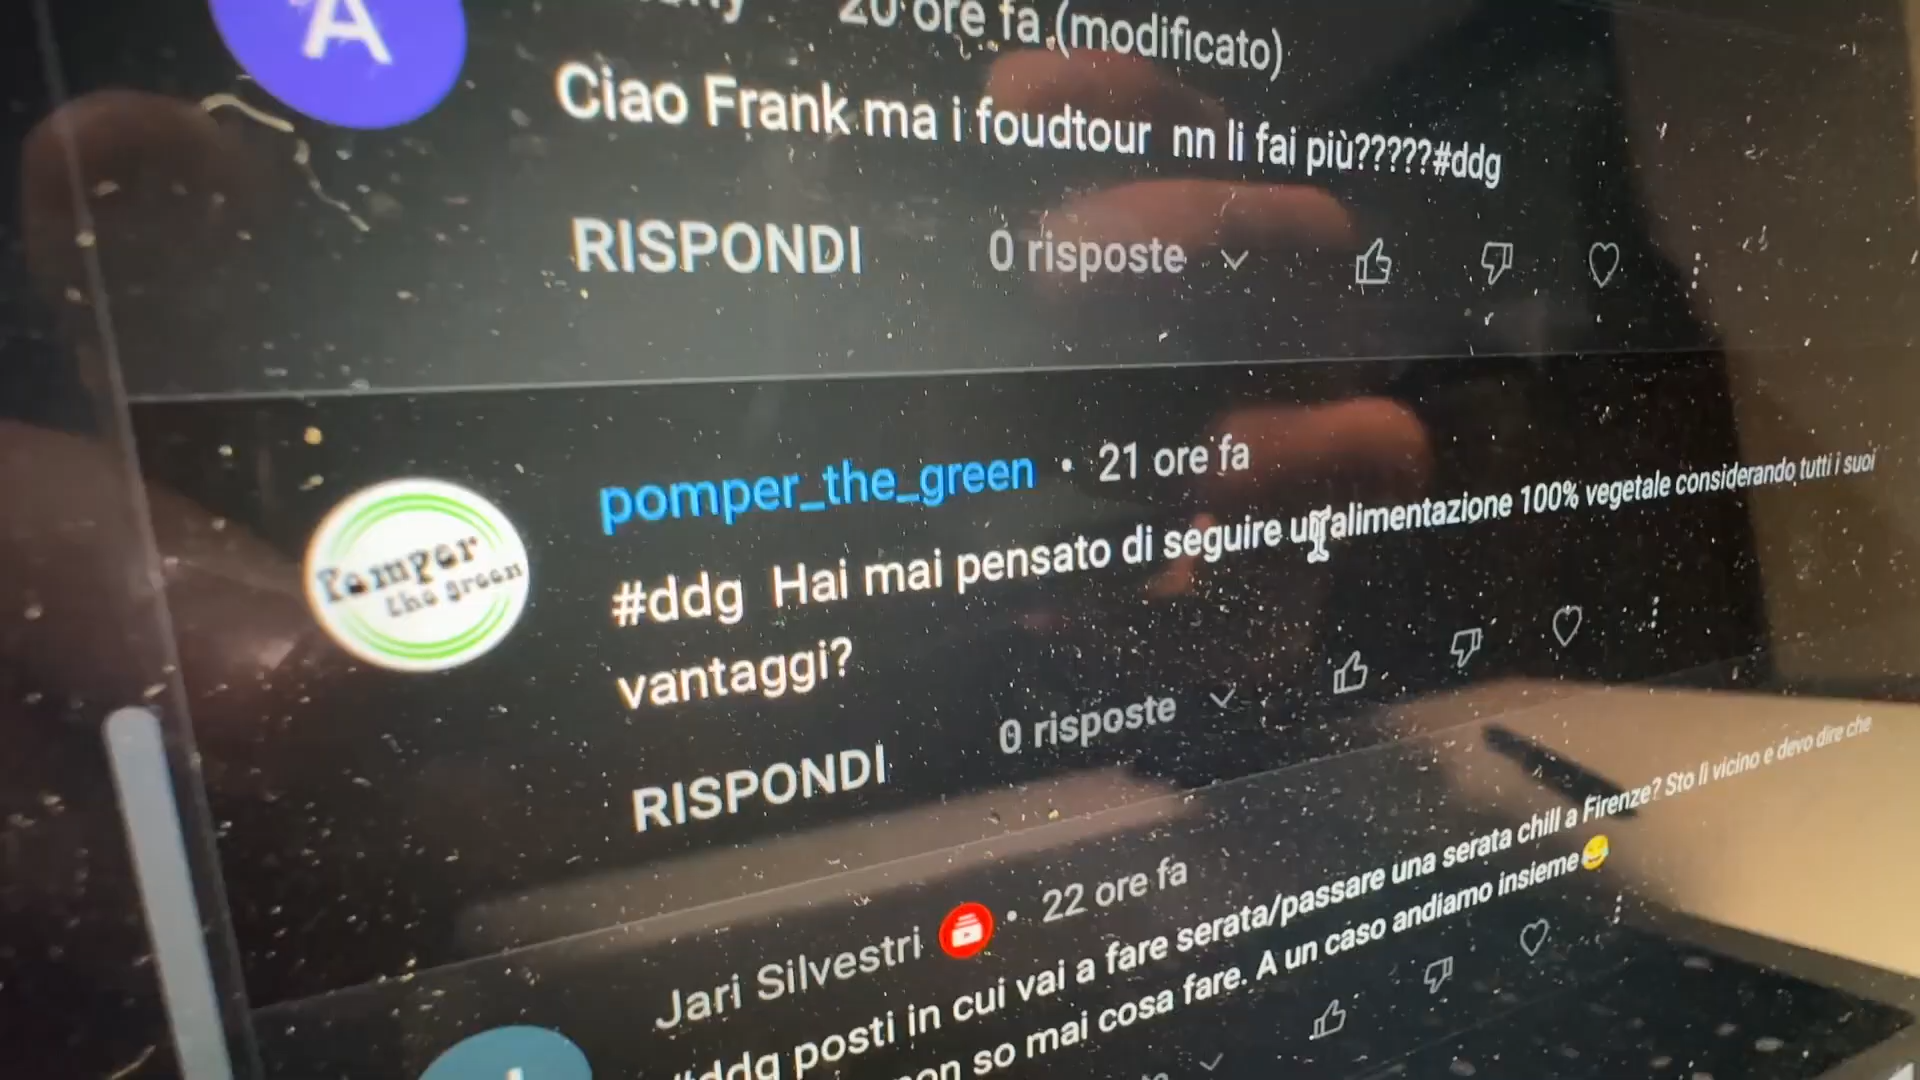 A
20 ore fa (modificato)
Ciao Frank ma i foudtour nn li fai più?????#ddg
RISPONDI 0 risposte
pomper_the_green • 21 ore fa
Pomper
the green
#ddg Hai mai pensato di seguire un'alimentazione 100% vegetale considerando tutti i suoi
vantaggi?
RISPONDI 0 risposte
Jari Silvestri • 22 ore fa
#ddg posti in cui vai a fare serata/passare una serata chill a Firenze? Sto lì vicino e devo dire che
non so mai cosa fare. A un caso andiamo insieme😂